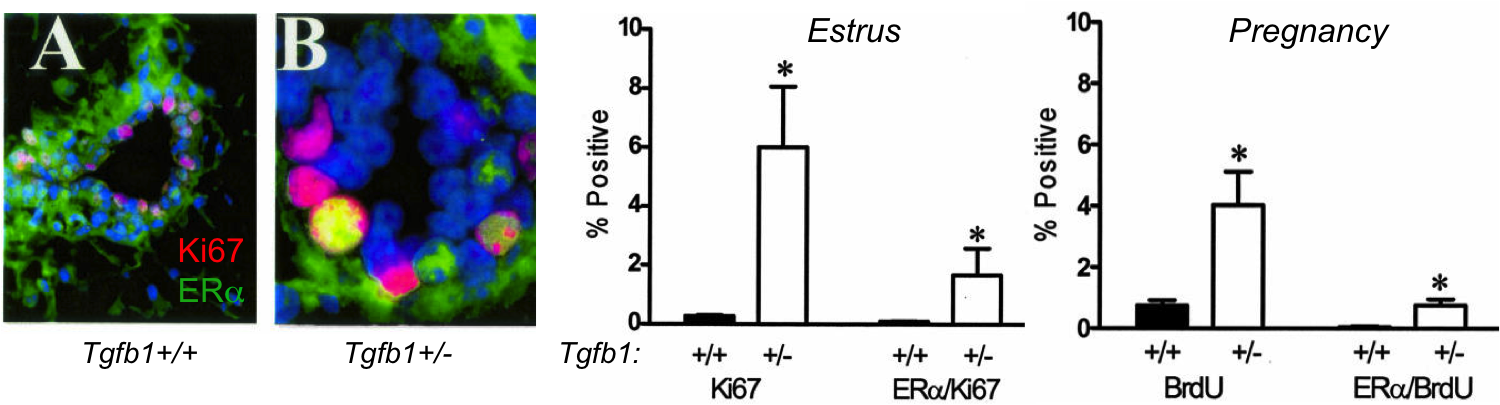 A
Ki67
ERα
Tgfb1+/+
B
Tgfb1+/-
Estrus
% Positive
10
8
6
4
2
0
*
*
Tgfb1:
+/+
+/-
+/+
+/-
Ki67
ERα/Ki67
Pregnancy
% Positive
10
8
6
4
2
0
*
*
+/+
+/-
+/+
+/-
BrdU
ERα/BrdU